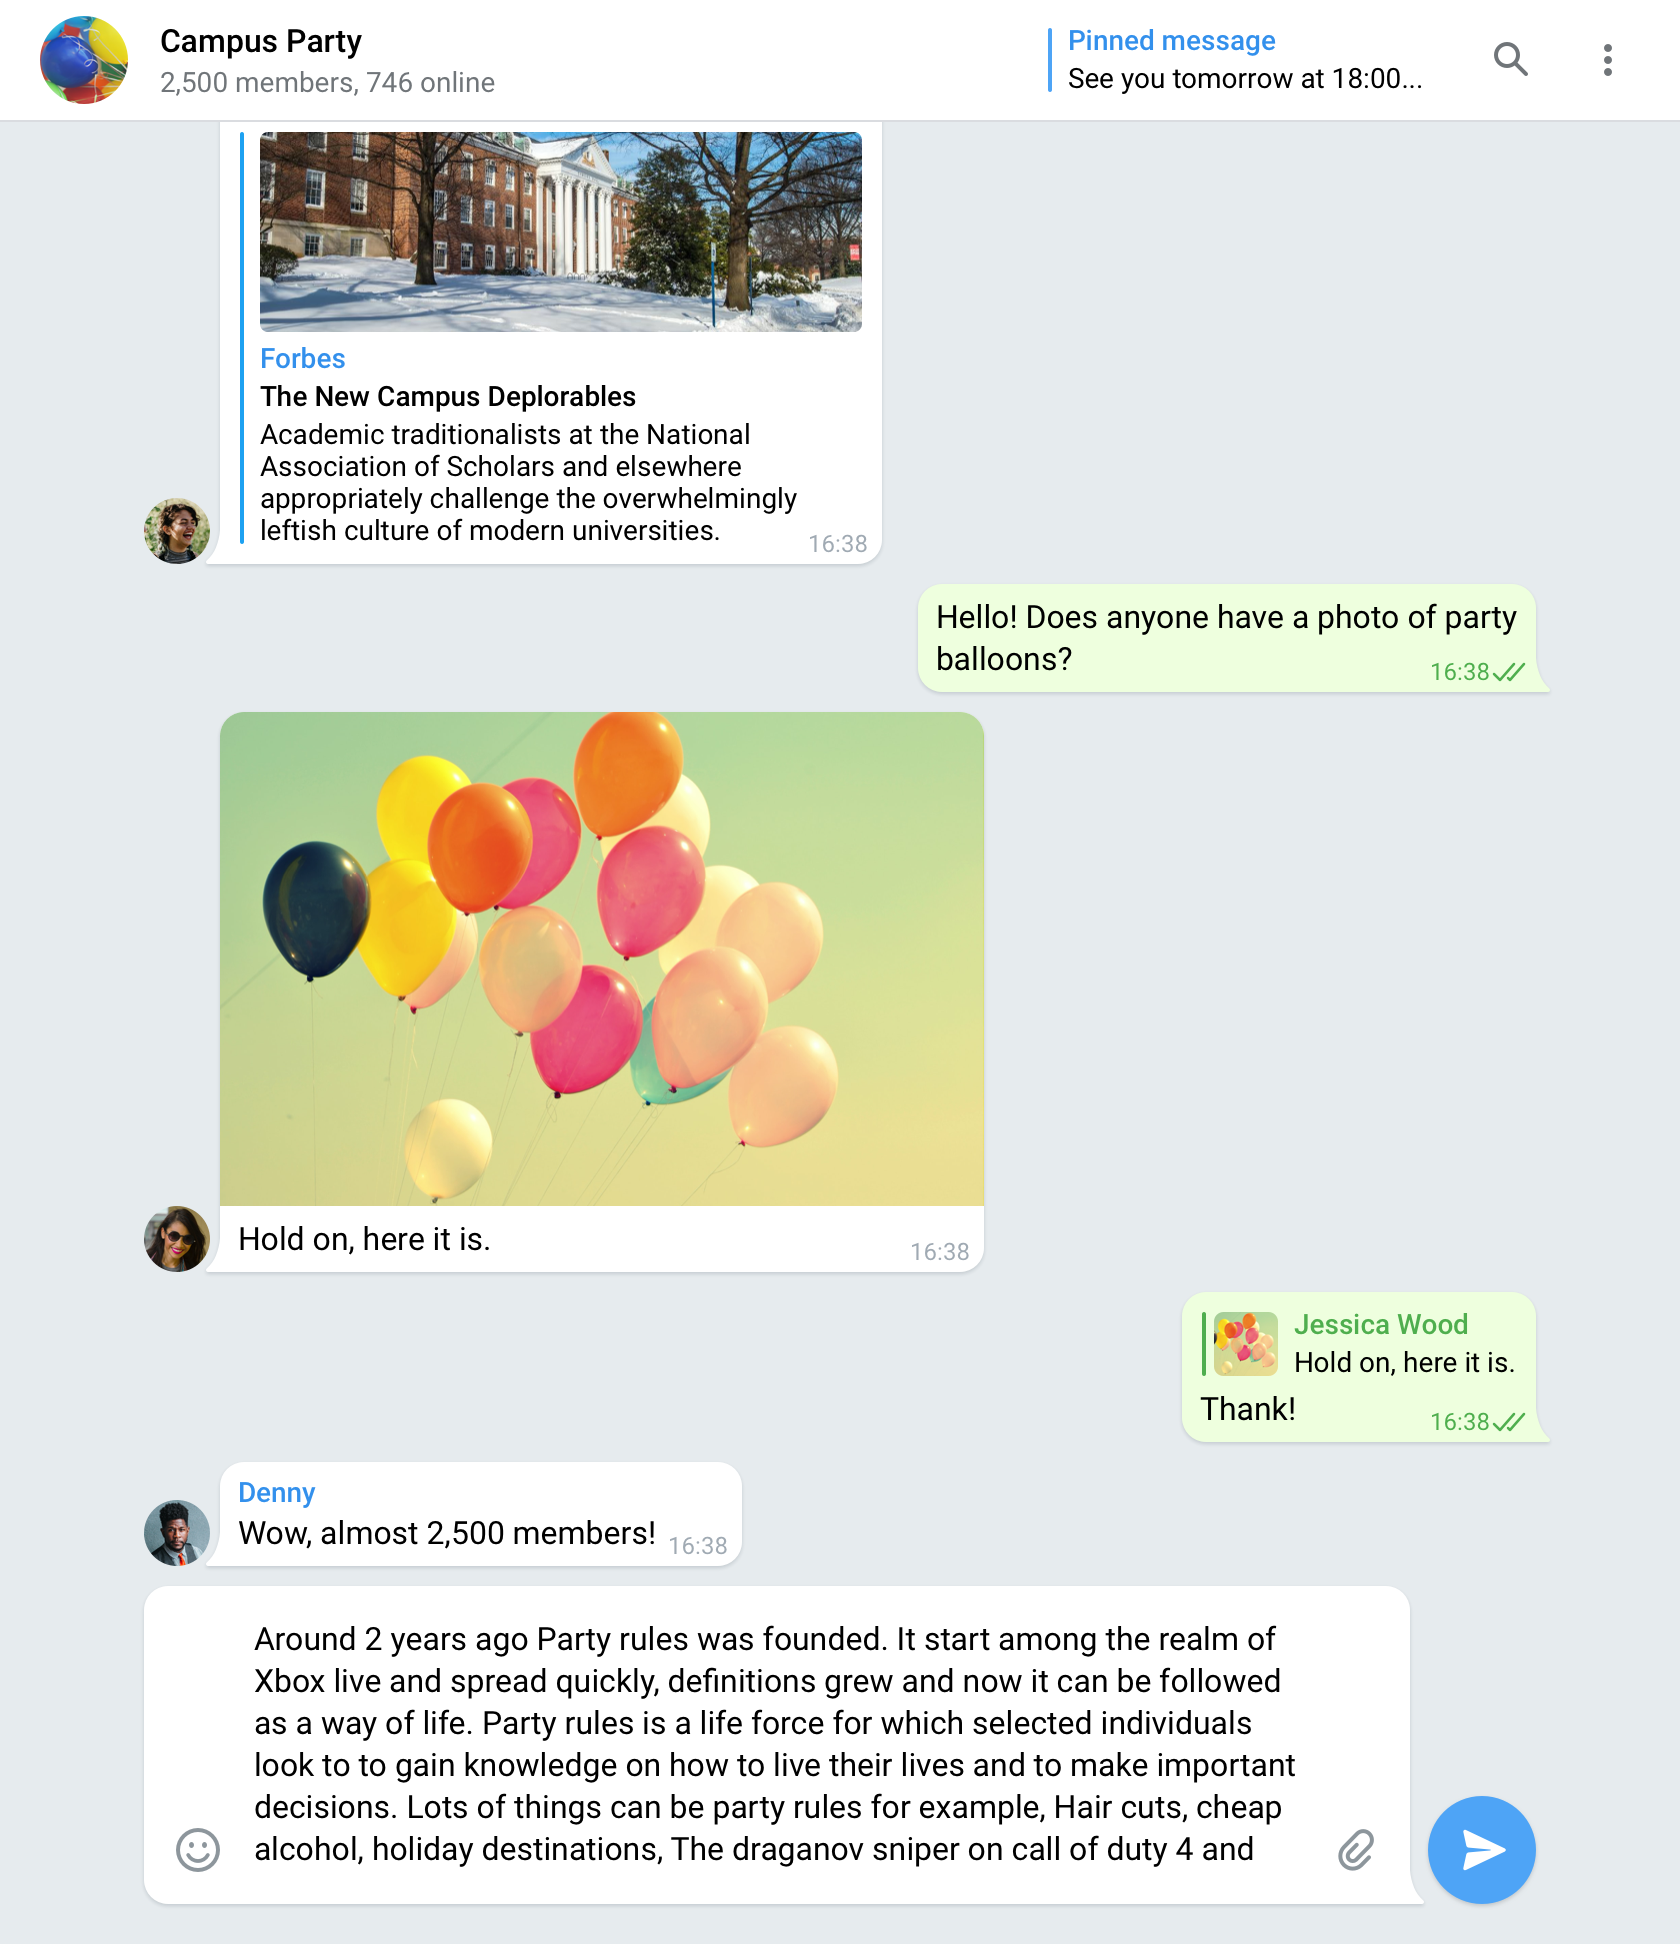 Campus Party
2,500 members, 746 online
Pinned message
See you tomorrow at 18:00...
Forbes
The New Campus Deplorables
Academic traditionalists at the National
Association of Scholars and elsewhere
appropriately challenge the overwhelmingly
leftish culture of modern universities.
16:38
Hello! Does anyone have a photo of party
balloons?
16:38
Hold on, here it is.
16:38
Jessica Wood
Hold on, here it is.
Thank!
16:38
Denny
Wow, almost 2,500 members!
16:38
Around 2 years ago Party rules was founded. It start among the realm of
Xbox live and spread quickly, definitions grew and now it can be followed
as a way of life. Party rules is a life force for which selected individuals
look to to gain knowledge on how to live their lives and to make important
decisions. Lots of things can be party rules for example, Hair cuts, cheap
alcohol, holiday destinations, The draganov sniper on call of duty 4 and